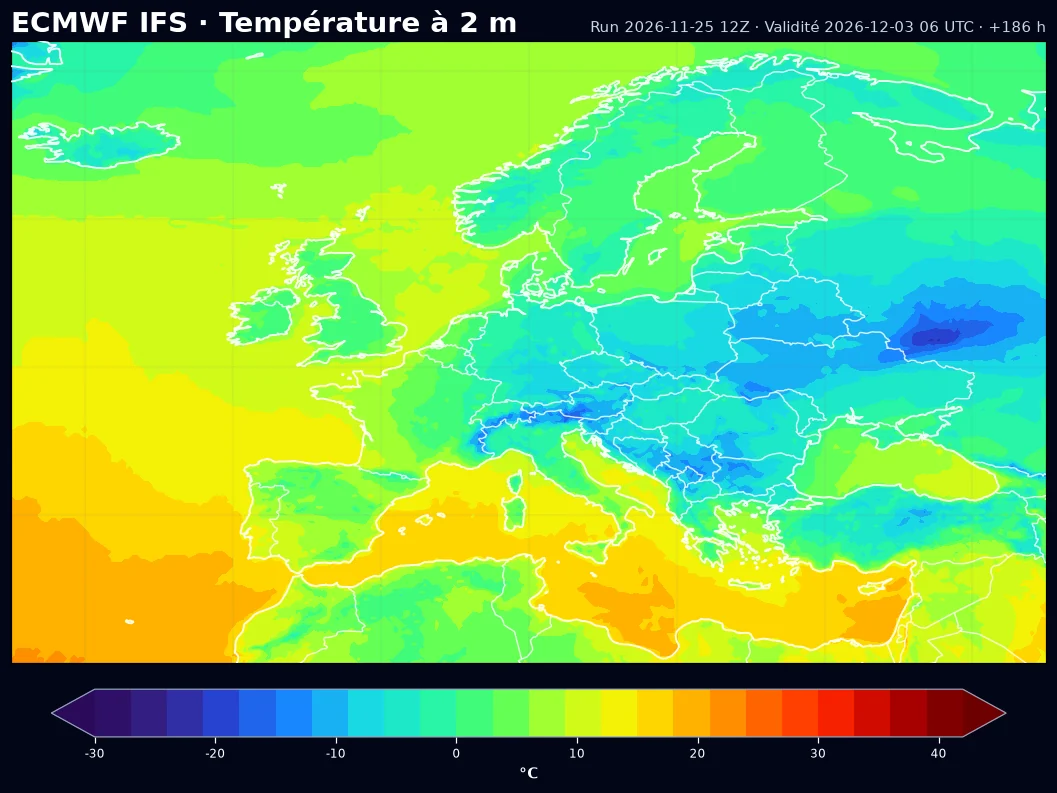 ECMWF IFS · Température à 2 m
Run 2026-11-25 12Z · Validité 2026-12-03 06 UTC · +186 h
-30 -20 -10 0 10 20 30 40
°C